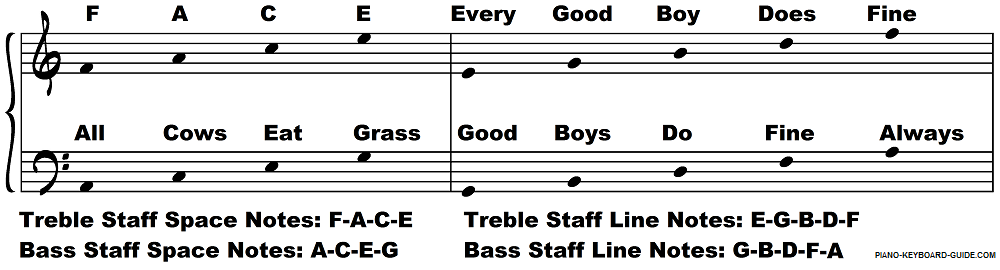 F A C E Every Good Boy Does Fine
All Cows Eat Grass Good Boys Do Fine Always
Treble Staff Space Notes: F-A-C-E Treble Staff Line Notes: E-G-B-D-F
Bass Staff Space Notes: A-C-E-G Bass Staff Line Notes: G-B-D-F-A
PIANO-KEYBOARD-GUIDE.COM